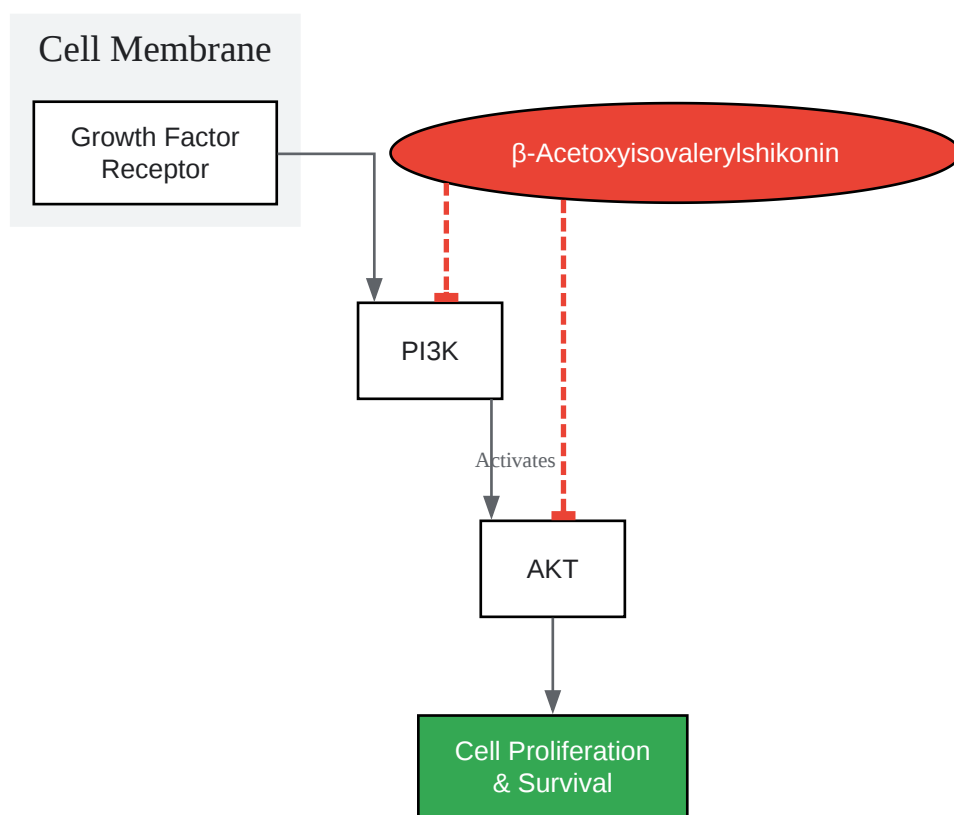 Cell Membrane
Growth Factor
Receptor
β-Acetoxyisovalerylshikonin
PI3K
Activates
AKT
Cell Proliferation
& Survival